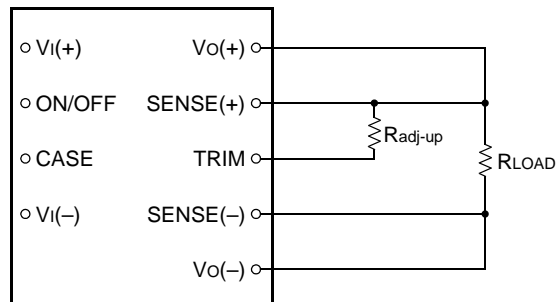 VI(+) VO(+)
ON/OFF SENSE(+)
Radj-up
CASE TRIM
RLOAD
VI(–) SENSE(–)
VO(–)